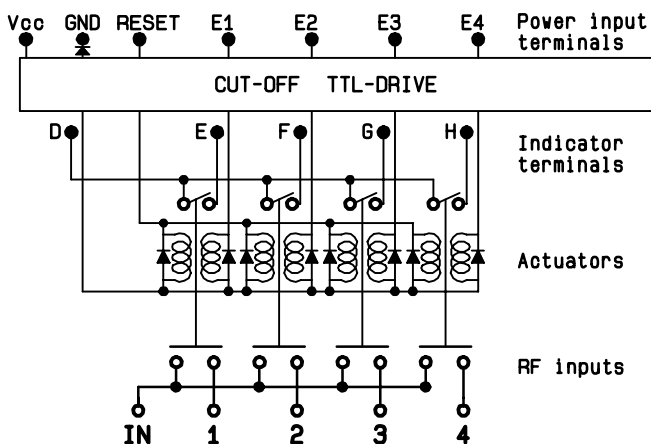 Vcc GND RESET E1 E2 E3 E4 Power input
terminals
CUT-OFF TTL-DRIVE
D E F G H Indicator
terminals
Actuators
RF inputs
IN 1 2 3 4